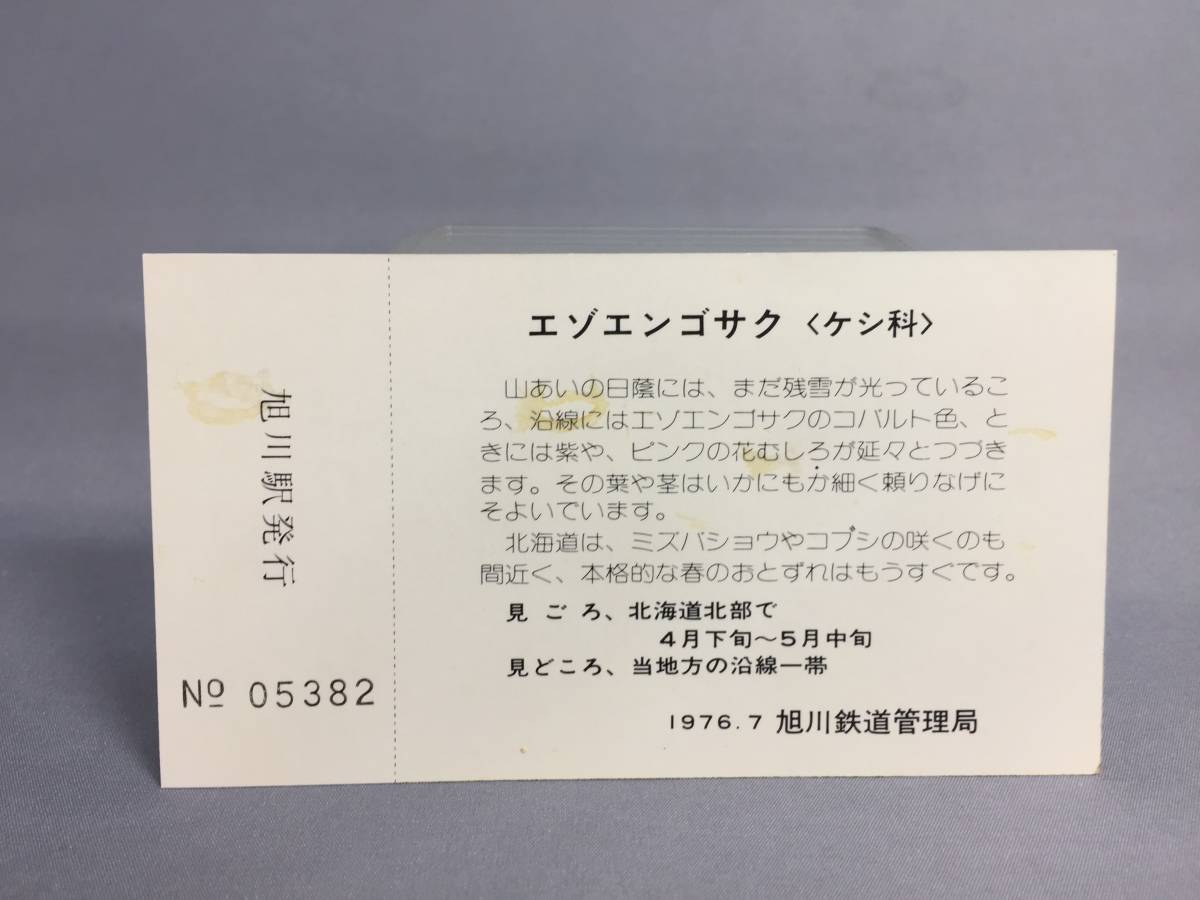 エゾエンゴサク〈ケシ科〉
山あいの日蔭には、まだ残雪が光っているこ
ろ、沿線にはエゾエンゴサクのコバルト色、と
きには紫や、ピンクの花むしろが延々とつづき
ます。その葉や茎はいかにもか細く頼りなげに
そよいでいます。
北海道は、ミズバショウやコブシの咲くのも
間近く、本格的な春のおとずれはもうすぐです。
見ごろ、北海道北部で
4月下旬〜5月中旬
見どころ、当地方の沿線一帯
1976.7 旭川鉄道管理局
旭川駅発行
№ 05382